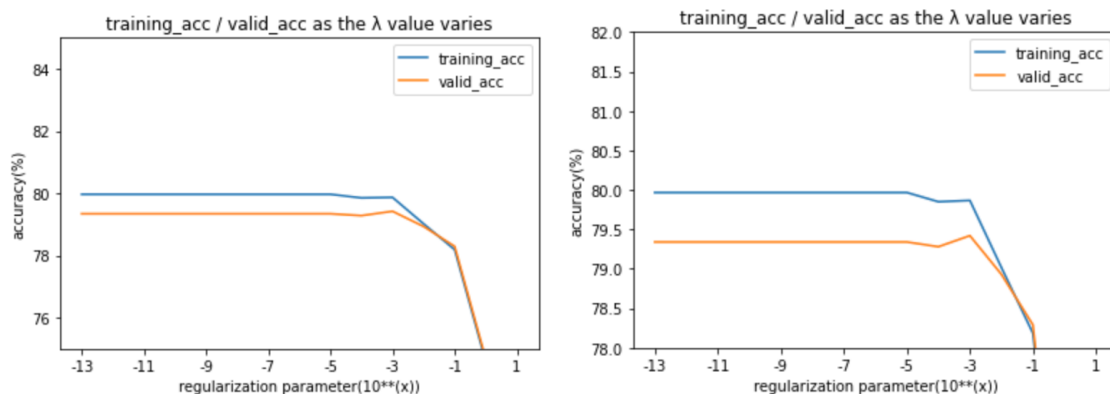 training_acc / valid_acc as the λ value varies
training_acc
valid_acc
84
82
80
78
76
accuracy(%)
-13 -11 -9 -7 -5 -3 -1 1
regularization parameter(10**(x))
training_acc / valid_acc as the λ value varies
training_acc
valid_acc
82.0
81.5
81.0
80.5
80.0
79.5
79.0
78.5
78.0
accuracy(%)
-13 -11 -9 -7 -5 -3 -1 1
regularization parameter(10**(x))